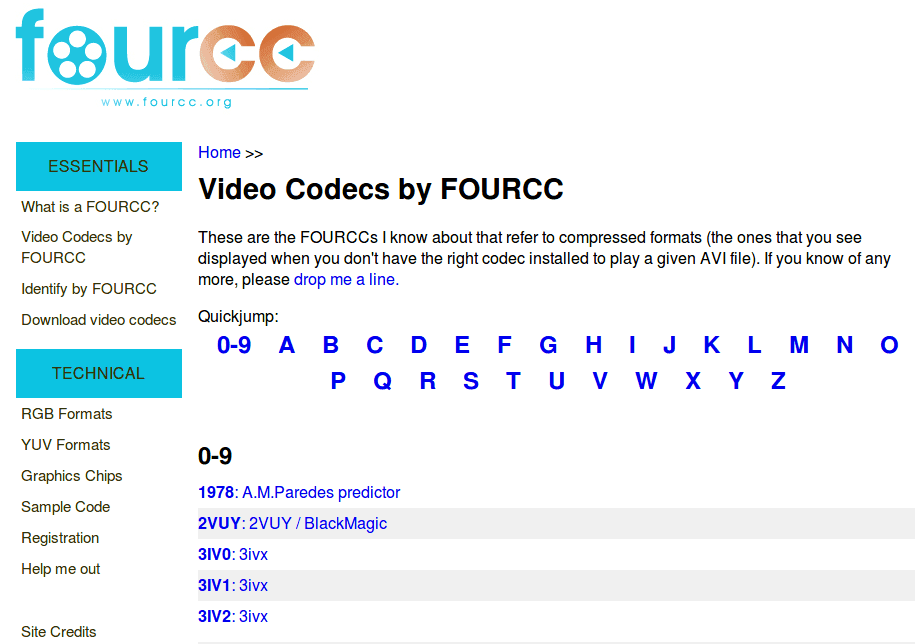 fourcc
www.fourcc.org
ESSENTIALS
What is a FOURCC?
Video Codecs by
FOURCC
Identify by FOURCC
Download video codecs
TECHNICAL
RGB Formats
YUV Formats
Graphics Chips
Sample Code
Registration
Help me out
Site Credits
Home >>
Video Codecs by FOURCC
These are the FOURCCs I know about that refer to compressed formats (the ones that you see
displayed when you don't have the right codec installed to play a given AVI file). If you know of any
more, please drop me a line.
Quickjump:
0-9 A B C D E F G H I J K L M N O
P Q R S T U V W X Y Z
0-9
1978: A.M.Paredes predictor
2VUY: 2VUY / BlackMagic
3IV0: 3ivx
3IV1: 3ivx
3IV2: 3ivx